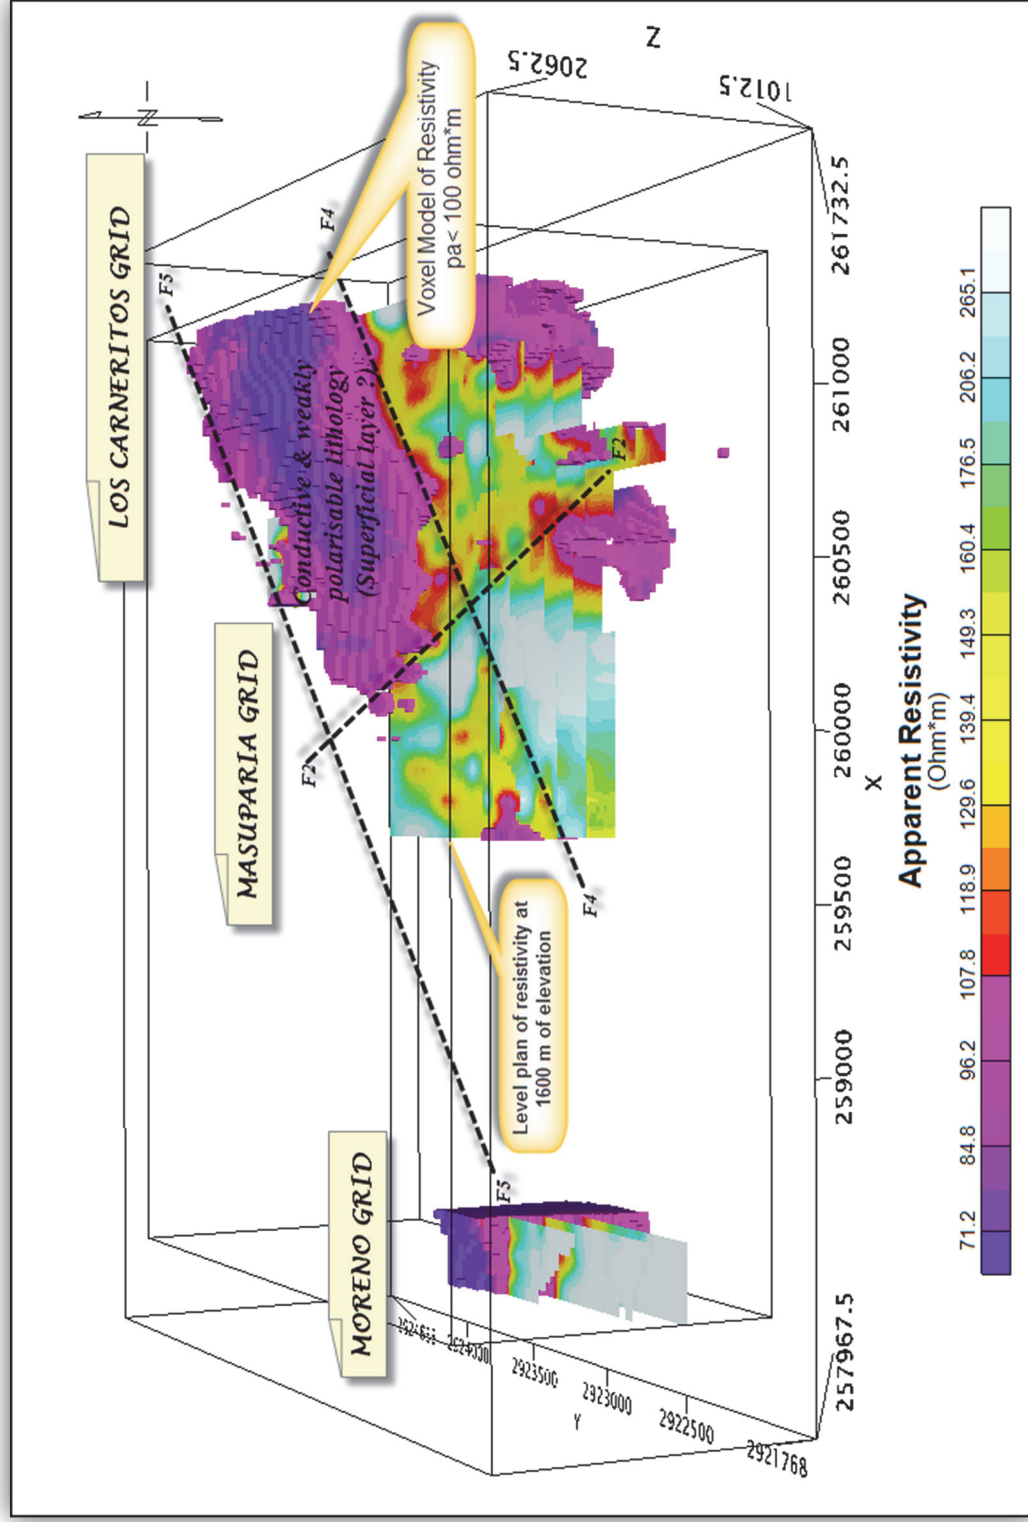 LOS CARNERITOS GRID
MASUPARIA GRID
MORENO GRID
N
Voxel Model of Resistivity
pa< 100 ohm*m
Level plan of resistivity at
1600 m of elevation
Conductive & weakly
polarisable lithology
(Superficial layer ?)
F5
F4
F2
F2
F4
F5
Z
2062.5
1012.5
2924000
2923500
2923000
2922500
2921768
Y
257967.5
259000
259500
260000
260500
261000
261732.5
X
71.2
84.8
96.2
107.8
118.9
129.6
139.4
149.3
160.4
176.5
206.2
265.1
Apparent Resistivity
(Ohm*m)